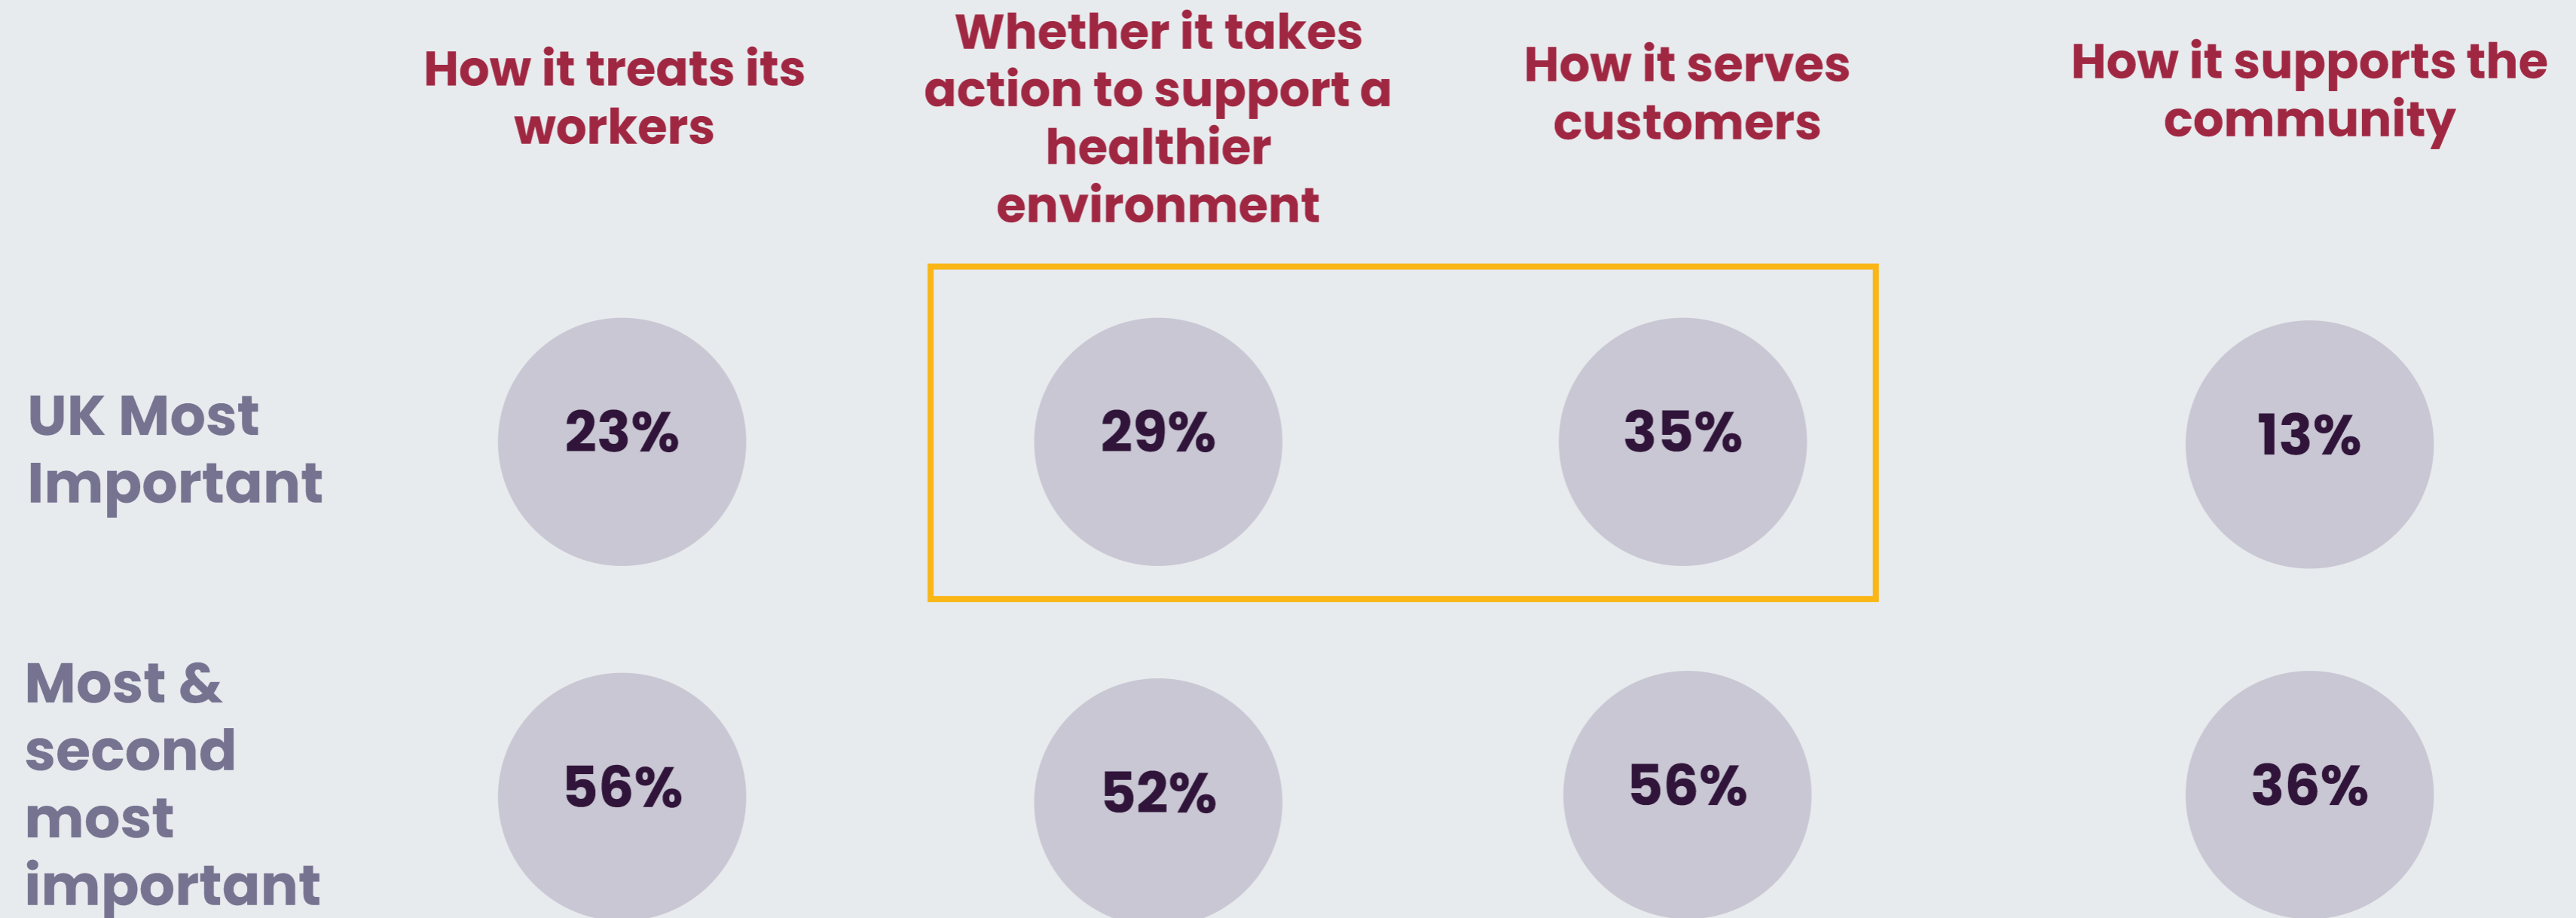 How it treats its
workers
Whether it takes
action to support a
healthier
environment
How it serves
customers
How it supports the
community
UK Most
Important
23%
29%
35%
13%
Most &
second
most
important
56%
52%
56%
36%